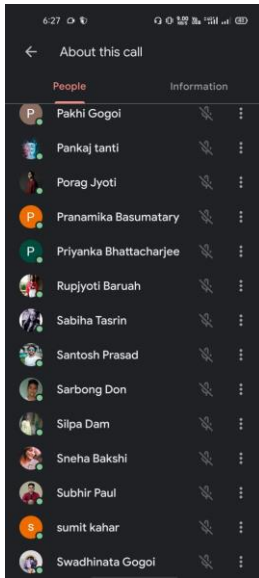 6:27
About this call
People Information
P Pakhi Gogoi
Pankaj tanti
Porag Jyoti
P Pranamika Basumatary
P Priyanka Bhattacharjee
Rupjyoti Baruah
Sabiha Tasrin
Santosh Prasad
Sarbong Don
Silpa Dam
Sneha Bakshi
Subhir Paul
s sumit kahar
Swadhinata Gogoi